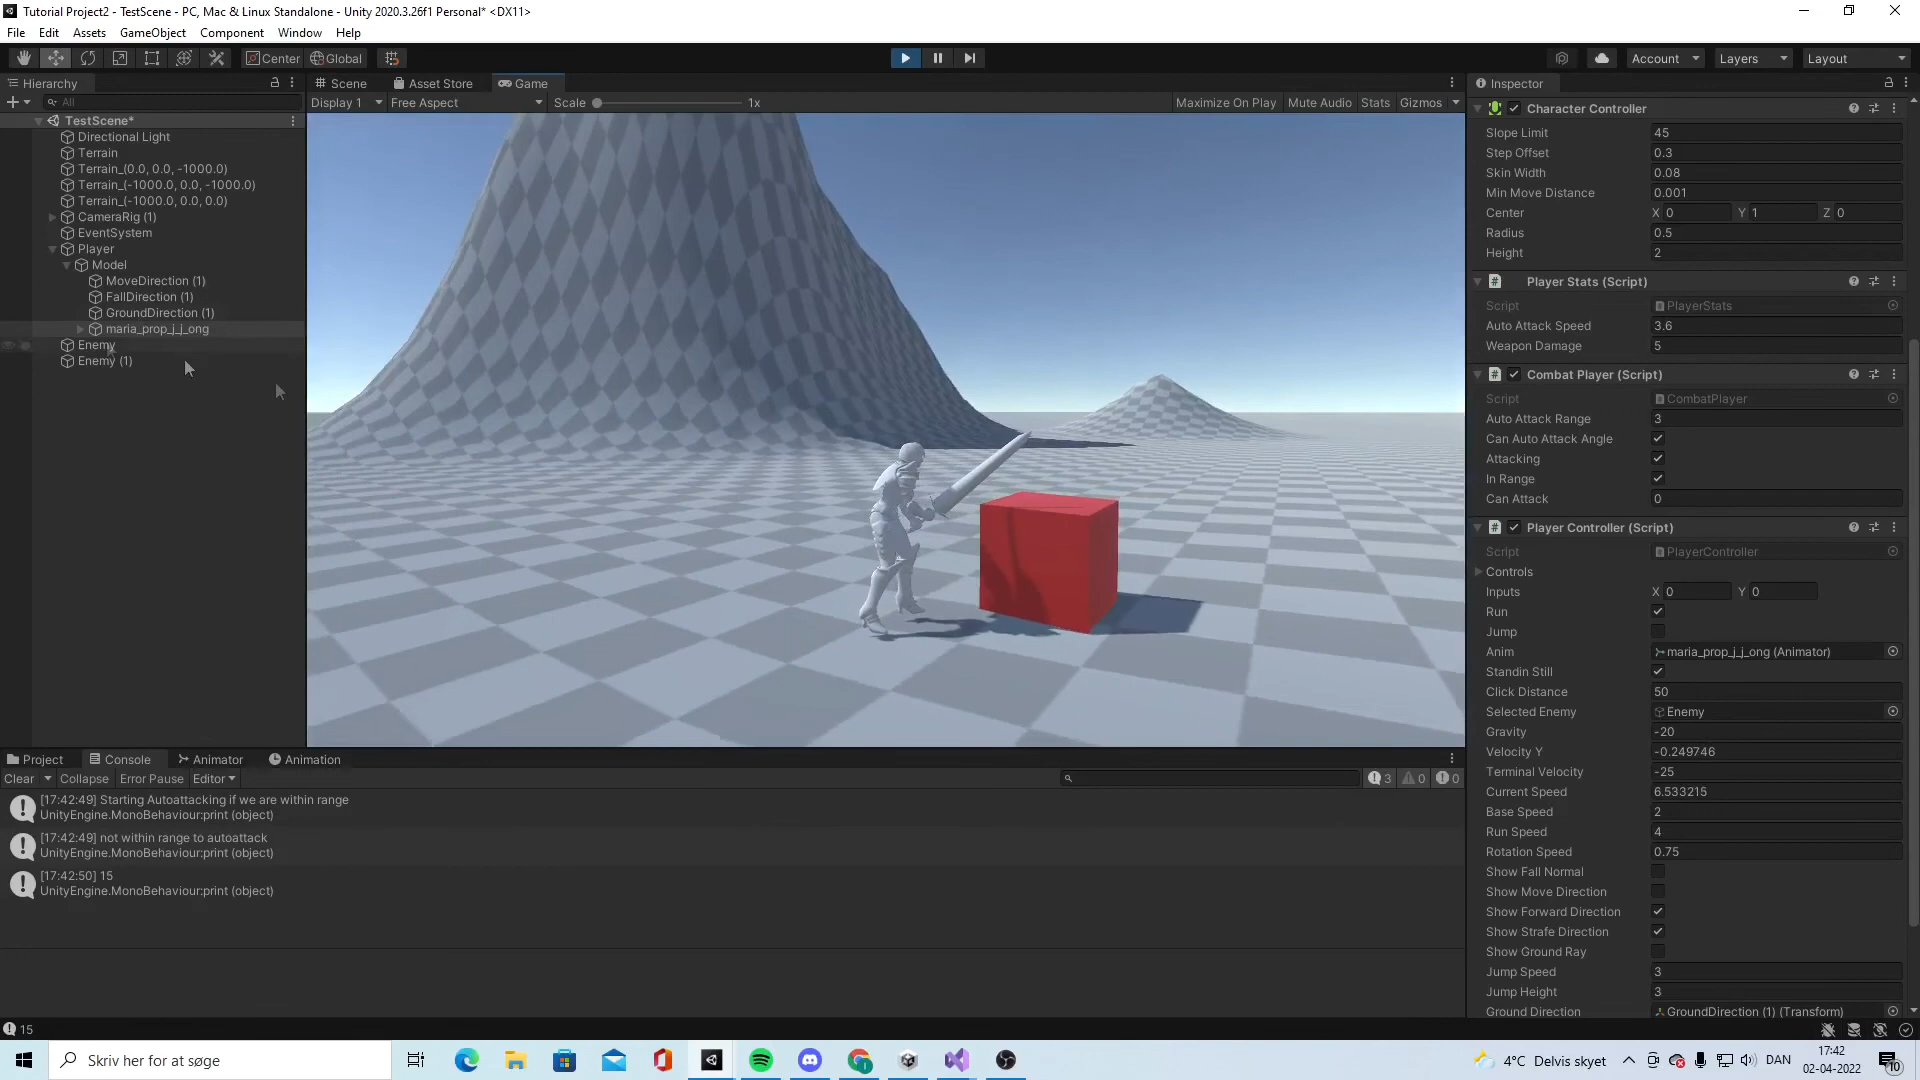 Tutorial Project2 - TestScene - PC, Mac & Linux Standalone - Unity 2020.3.26f1 Personal* <DX11>
File Edit Assets GameObject Component Window Help
Center Global Account Layers Layout
Hierarchy
All
TestScene*
Directional Light
Terrain
Terrain_(0.0, 0.0, -1000.0)
Terrain_(-1000.0, 0.0, -1000.0)
Terrain_(-1000.0, 0.0, 0.0)
CameraRig (1)
EventSystem
Player
Model
MoveDirection (1)
FallDirection (1)
GroundDirection (1)
maria_prop_j_j_ong
Enemy
Enemy (1)
Scene Asset Store Game
Display 1 Free Aspect Scale 1x Maximize On Play Mute Audio Stats Gizmos
Inspector
Character Controller
Slope Limit 45
Step Offset 0.3
Skin Width 0.08
Min Move Distance 0.001
Center X 0 Y 1 Z 0
Radius 0.5
Height 2
Player Stats (Script)
Script PlayerStats
Auto Attack Speed 3.6
Weapon Damage 5
Combat Player (Script)
Script CombatPlayer
Auto Attack Range 3
Can Auto Attack Angle
Attacking
In Range
Can Attack 0
Player Controller (Script)
Script PlayerController
Controls
Inputs X 0 Y 0
Run
Jump
Anim maria_prop_j_j_ong (Animator)
Standin Still
Click Distance 50
Selected Enemy Enemy
Gravity -20
Velocity Y -0.249746
Terminal Velocity -25
Current Speed 6.533215
Base Speed 2
Run Speed 4
Rotation Speed 0.75
Show Fall Normal
Show Move Direction
Show Forward Direction
Show Strafe Direction
Show Ground Ray
Jump Speed 3
Jump Height 3
Ground Direction GroundDirection (1) (Transform)
Project Console Animator Animation
Clear Collapse Error Pause Editor 3 0 0
[17:42:49] Starting Autoattacking if we are within range
UnityEngine.MonoBehaviour:print (object)
[17:42:49] not within range to autoattack
UnityEngine.MonoBehaviour:print (object)
[17:42:50] 15
UnityEngine.MonoBehaviour:print (object)
15
Skriv her for at søge
4°C Delvis skyet DAN
17:42
02-04-2022
10